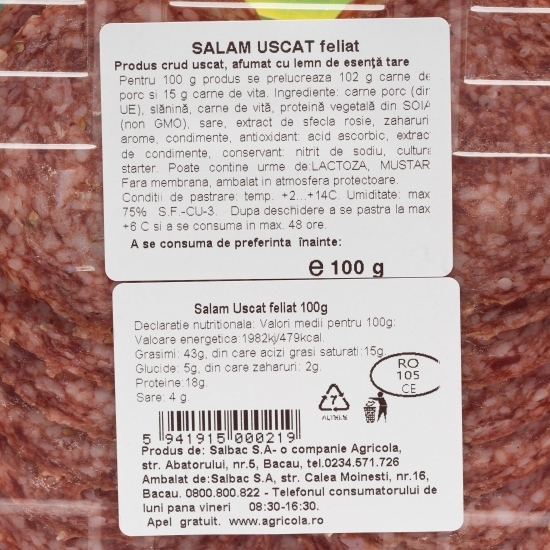 SALAM USCAT feliat
Produs crud uscat, afumat cu lemn de esență tare
Pentru 100 g produs se prelucreaza 102 g carne de
porc si 15 g carne de vita. Ingrediente: carne porc (din
UE), slănină, carne de vită, proteină vegetală din SOIA
(non GMO), sare, extract de sfecla rosie, zaharuri
arome, condimente, antioxidant: acid ascorbic, extrac
de condimente, conservant: nitrit de sodiu, cultura
starter. Poate contine urme de:LACTOZA, MUSTAR
Fara membrana, ambalat in atmosfera protectoare.
Conditii de pastrare: temp. +2...+14C. Umiditate: max
75% S.F.-CU-3. Dupa deschidere a se pastra la max
+6 C si a se consuma in max. 48 ore.
A se consuma de preferinta înainte:
e 100 g
Salam Uscat feliat 100g
Declaratie nutritionala: Valori medii pentru 100g:
Valoare energetica:1982kj/479kcal.
Grasimi: 43g, din care acizi grasi saturati:15g
Glucide: 5g, din care zaharuri: 2g.
Proteine:18g.
Sare: 4 g
RO
105
CE
7
5 941915 000219
Produs de: Salbac S.A- o companie Agricola,
str. Abatorului, nr.5, Bacau, tel.0234.571.726
Ambalat de:Salbac S.A, str. Calea Moinesti, nr.16,
Bacau. 0800.800.822 - Telefonul consumatorului de
luni pana vineri 08:30-16:30.
Apel gratuit. www.agricola.ro